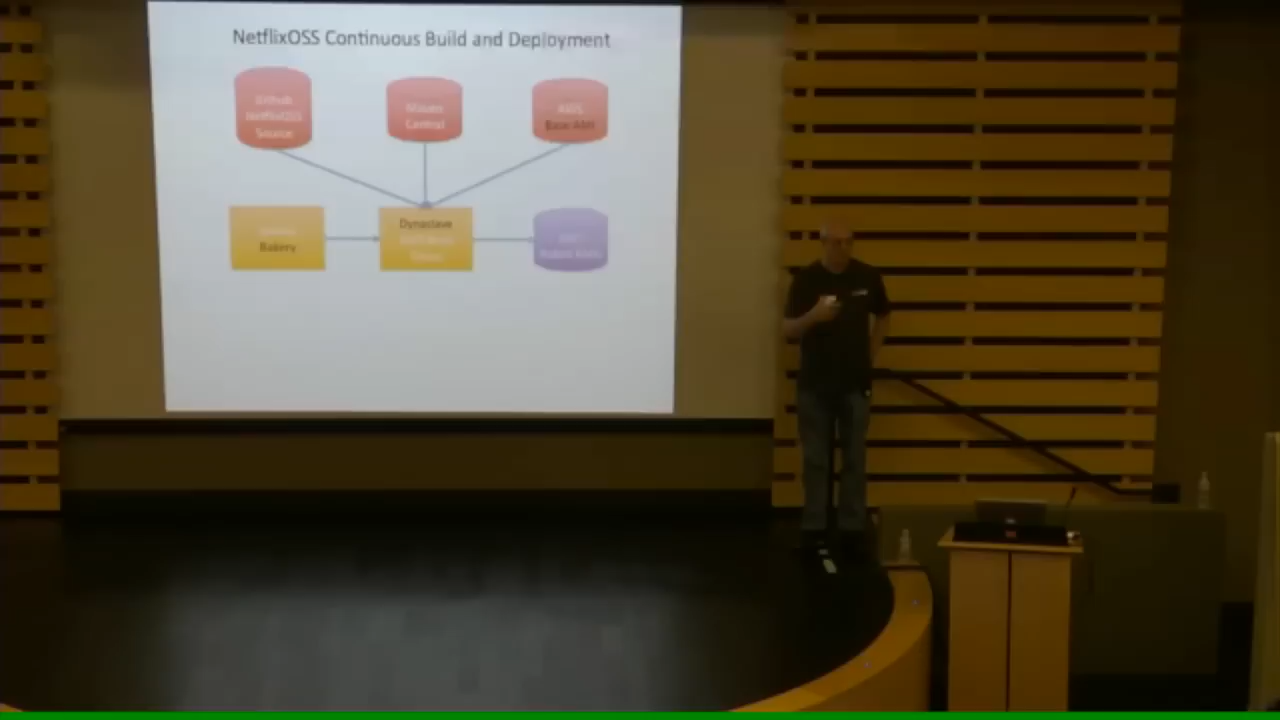 NetflixOSS Continuous Build and Deployment
Github
NetflixOSS
Source
Maven
Central
AWS
Base AMI
Bakery
Dynaslave